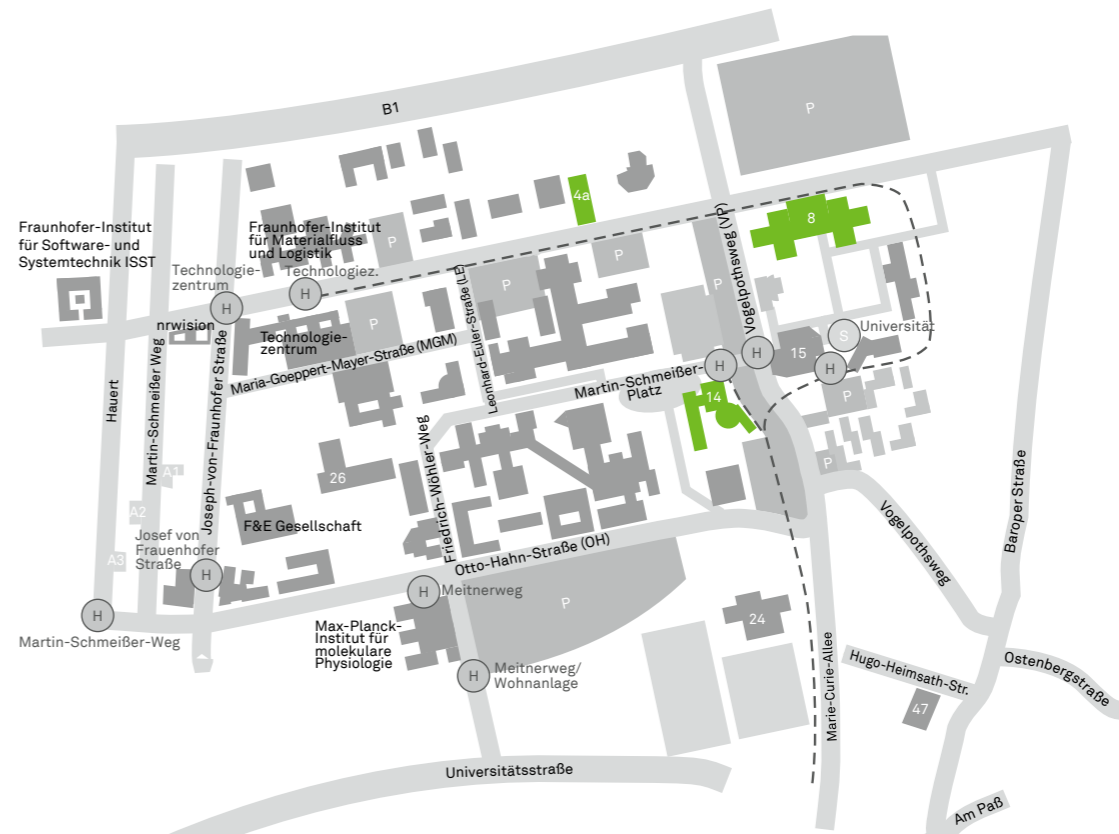 B1
P
4a
8
Fraunhofer-Institut
für Software- und
Systemtechnik ISST
Fraunhofer-Institut
für Materialfluss
und Logistik
P
P
P
P
Technologie-
zentrum
H
Technologiez.
H
nrwision
Technologie-
zentrum
P
Maria-Goeppert-Mayer-Straße (MGM)
Leonhard-Euler-Straße (LE)
Vogelpothsweg (VP)
Universität
S
H
H
H
15
Martin-Schmeißer-
Platz
14
P
P
Hauert
Martin-Schmeißer Weg
Joseph-von-Fraunhofer Straße
Friedrich-Wöhler-Weg
26
A1
A2
A3
F&E Gesellschaft
Josef von
Frauenhofer
Straße
H
Otto-Hahn-Straße (OH)
Vogelpothsweg
Baroper Straße
H
Martin-Schmeißer-Weg
H
Meitnerweg
P
Max-Planck-
Institut für
molekulare
Physiologie
24
H
Meitnerweg/
Wohnanlage
Marie-Curie-Allee
Hugo-Heimsath-Str.
Ostenbergstraße
47
Universitätsstraße
Am Paß